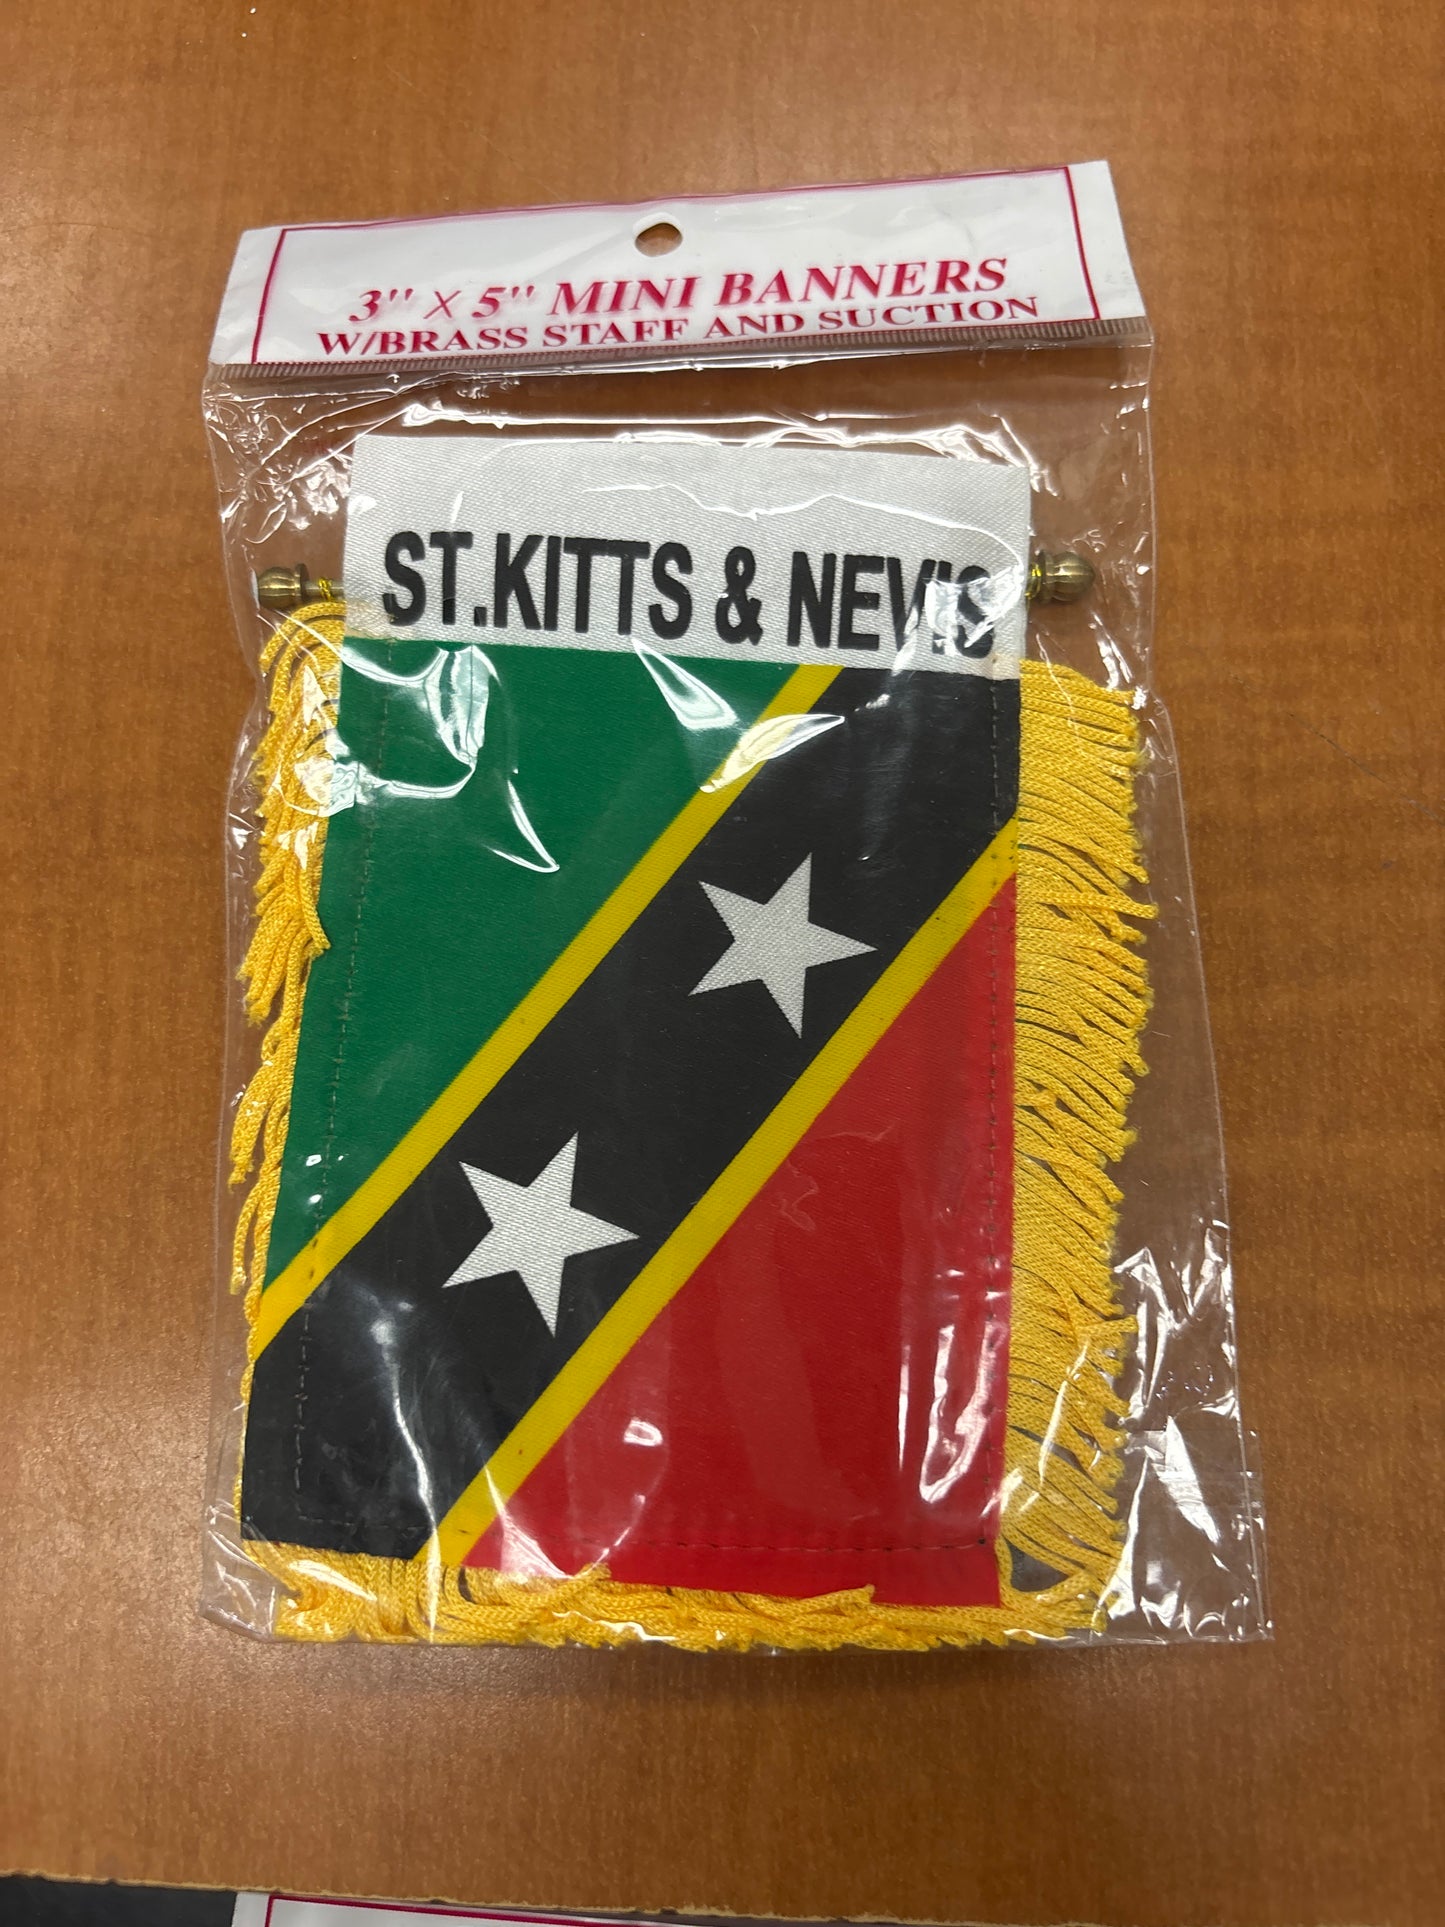 3" X 5" MINI BANNERS
W/BRASS STAFF AND SUCTION
ST.KITTS & NEVIS